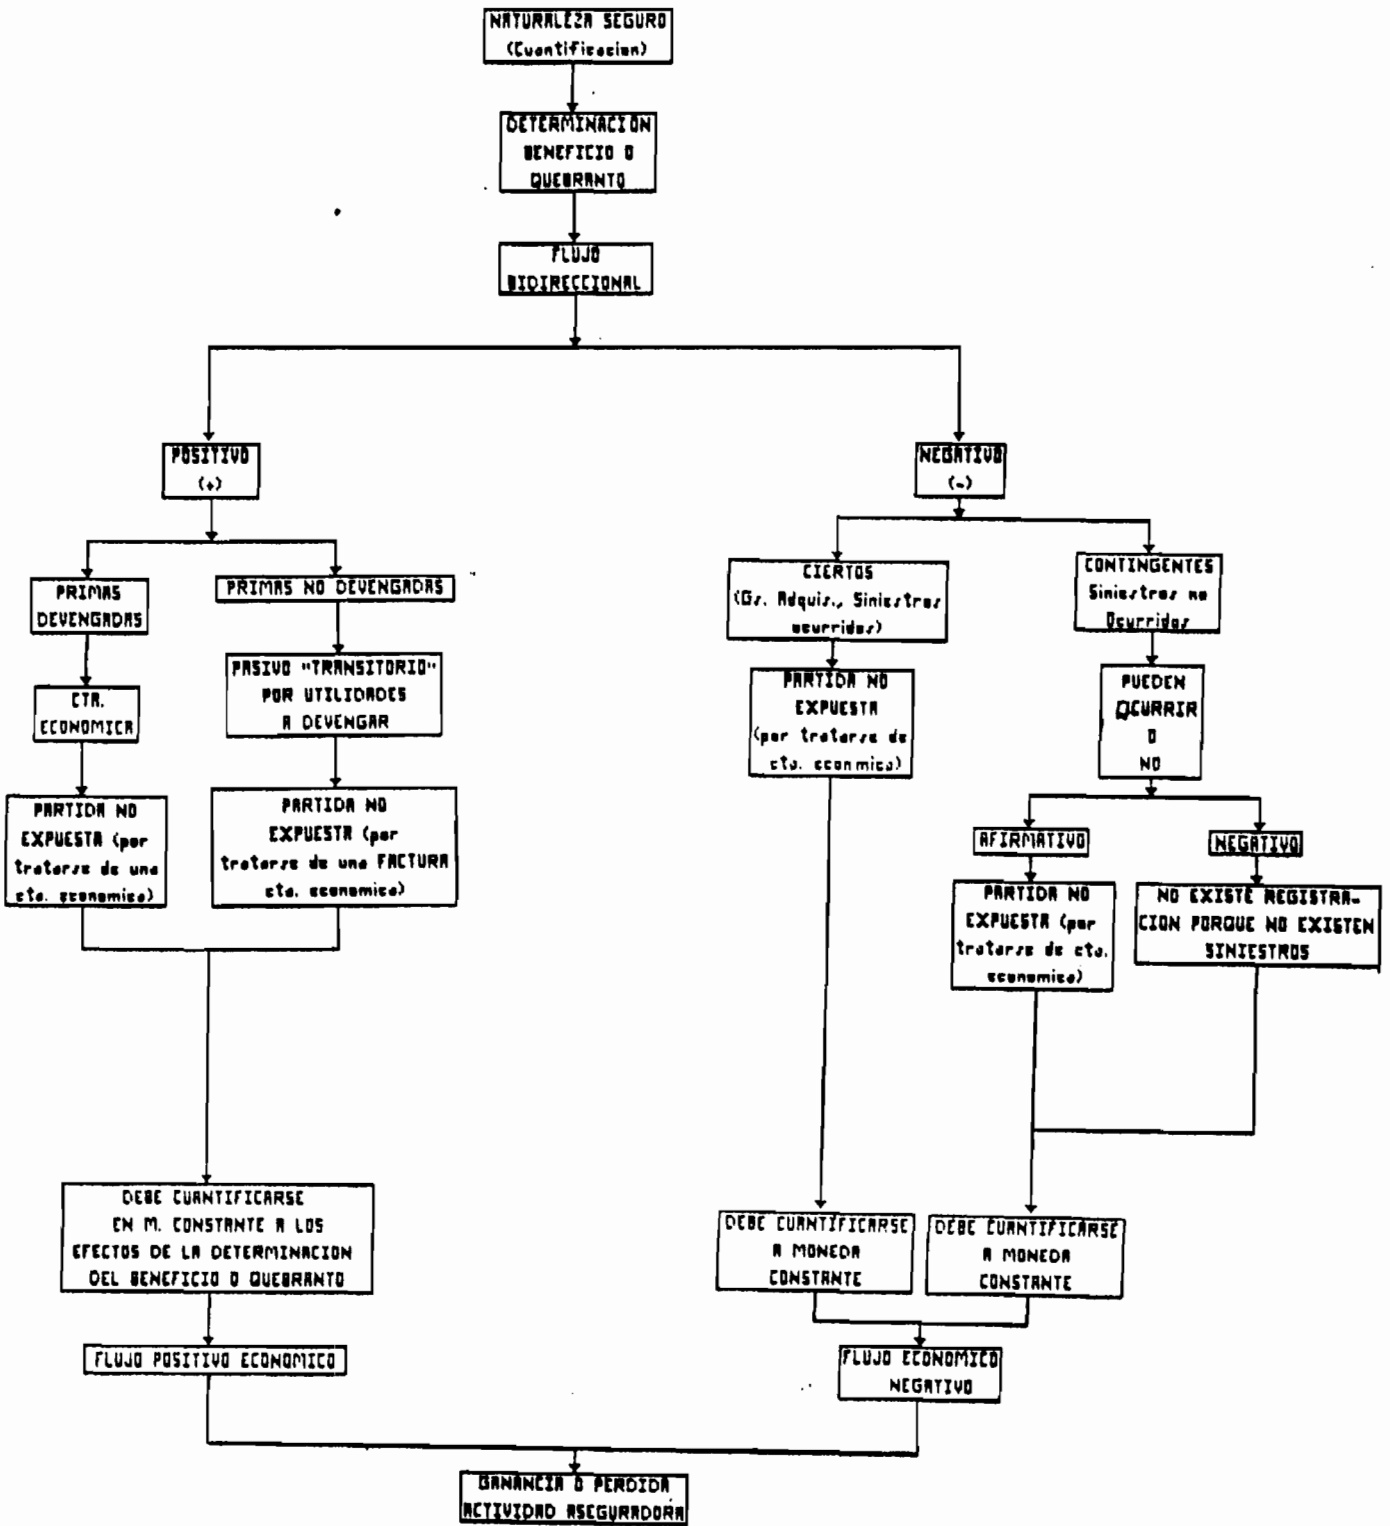 NATURALEZA SEGURO
(Cuantificacion)
DETERMINACION
BENEFICIO O
QUEBRANTO
FLUJO
BIDIRECCIONAL
POSITIVO
(+)
NEGATIVO
(-)
PRIMAS
DEVENGADAS
PRIMAS NO DEVENGADAS
CIERTOS
(Gs. Adquis., Siniestros
ocurridos)
CONTINGENTES
Siniestros no
Ocurridos
CTA.
ECONOMICA
PASIVO "TRANSITORIO"
POR UTILIDADES
A DEVENGAR
PARTIDA NO
EXPUESTA
(por tratarse de
cta. econmica)
PUEDEN
OCURRIR
O
NO
PARTIDA NO
EXPUESTA (por
tratarse de una
cta. economica)
PARTIDA NO
EXPUESTA (por
tratarse de una FACTURA
cta. economica)
AFIRMATIVO
NEGATIVO
PARTIDA NO
EXPUESTA (por
tratarse de cta.
economica)
NO EXISTE REGISTRA-
CION PORQUE NO EXISTEN
SINIESTROS
DEBE CUANTIFICARSE
EN M. CONSTANTE A LOS
EFECTOS DE LA DETERMINACION
DEL BENEFICIO O QUEBRANTO
DEBE CUANTIFICARSE
A MONEDA
CONSTANTE
DEBE CUANTIFICARSE
A MONEDA
CONSTANTE
FLUJO POSITIVO ECONOMICO
FLUJO ECONOMICO
NEGATIVO
GANANCIA O PERDIDA
ACTIVIDAD ASEGURADORA